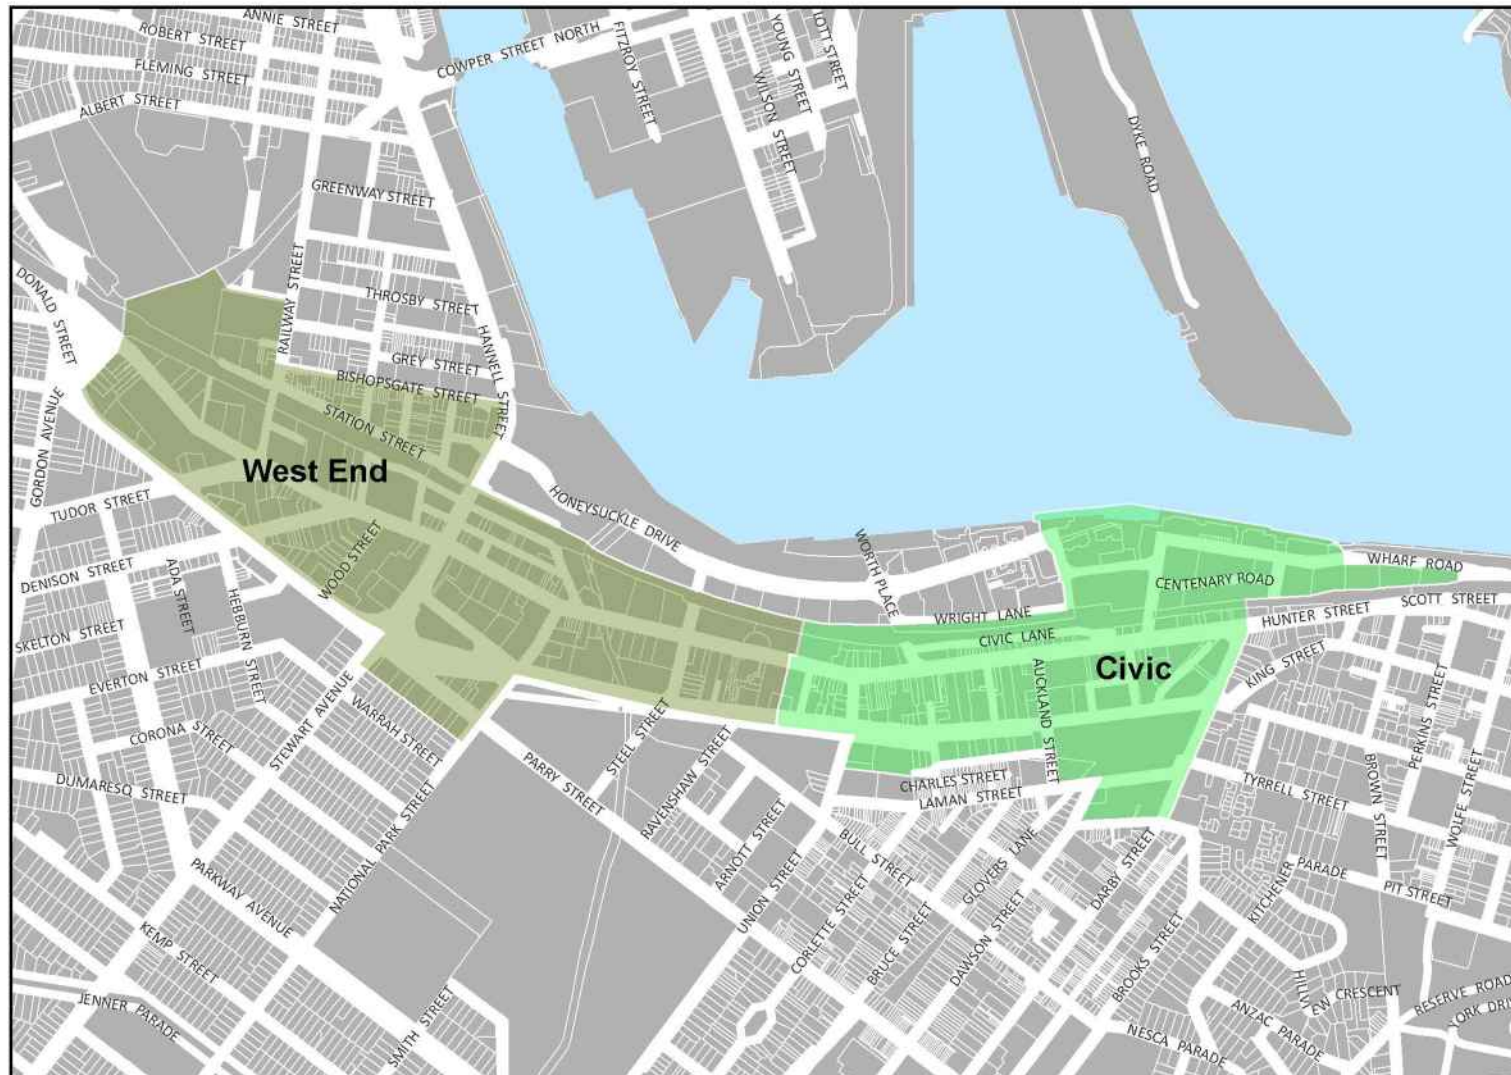 ANNIE STREET
ROBERT STREET
FLEMING STREET
ALBERT STREET
COWPER STREET NORTH
FITZROY STREET
YOUNG STREET
WILSON STREET
DYKE ROAD
GREENWAY STREET
RAILWAY STREET
THROSBY STREET
HANNELL STREET
GREY STREET
BISHOPSGATE STREET
DONALD STREET
GORDON AVENUE
STATION STREET
West End
TUDOR STREET
DENISON STREET
ADA STREET
HEBBURN STREET
WOOD STREET
SKELTON STREET
EVERTON STREET
CORONA STREET
DUMARESQ STREET
STEWART AVENUE
WARRAH STREET
NATIONAL PARK STREET
PARKWAY AVENUE
KEMP STREET
JENNER PARADE
SMITH STREET
HONEYSUCKLE DRIVE
WORTH PLACE
WRIGHT LANE
CIVIC LANE
CENTENARY ROAD
WHARF ROAD
SCOTT STREET
HUNTER STREET
Civic
KING STREET
AUCKLAND STREET
CHARLES STREET
LAMAN STREET
STEEL STREET
PARRY STREET
RAVENSHAW STREET
ARNOTT STREET
UNION STREET
BULL STREET
CORLETTE STREET
BRUCE STREET
GLOVERS LANE
DAWSON STREET
DARBY STREET
BROOKS STREET
TYRRELL STREET
BROWN STREET
PERKINS STREET
WOLFE STREET
KITCHENER
PARADE
PIT STREET
HILLVI
EW CRESCENT
ANZAC PARADE
NESCA PARADE
RESERVE ROAD